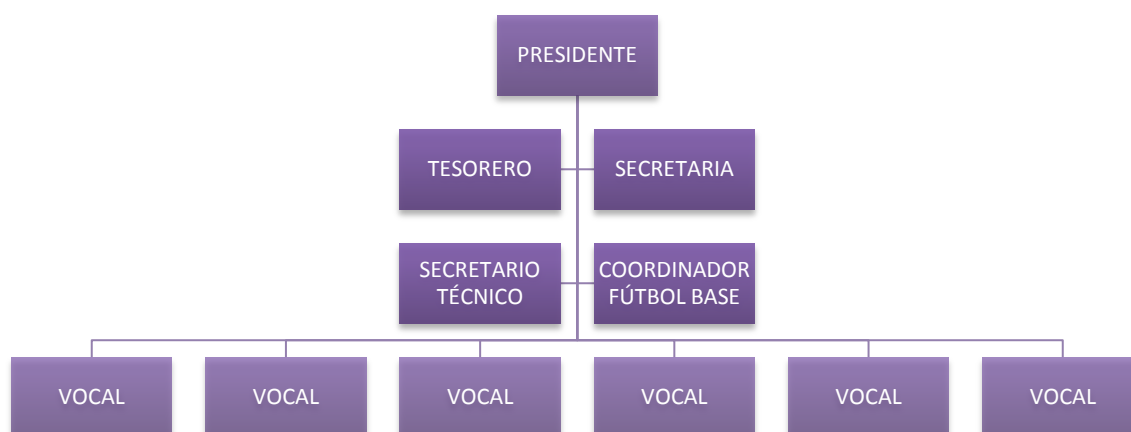 PRESIDENTE
TESORERO
SECRETARIA
SECRETARIO
TÉCNICO
COORDINADOR
FÚTBOL BASE
VOCAL
VOCAL
VOCAL
VOCAL
VOCAL
VOCAL